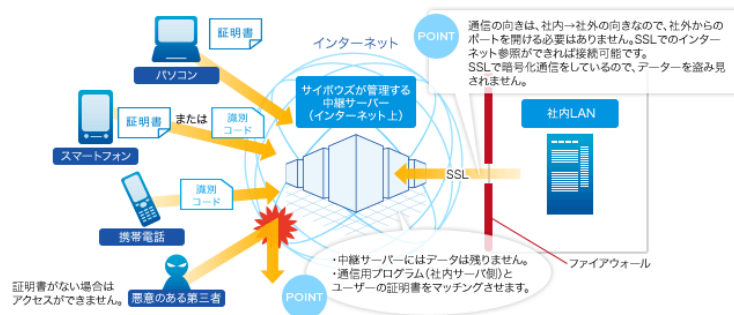 証明書
パソコン
インターネット
POINT
通信の向きは、社内→社外の向きなので、社外からの
ポートを開ける必要はありません。SSLでのインター
ネット参照ができれば接続可能です。
SSLで暗号化通信をしているので、データーを盗み見
されません。
サイボウズが管理する
中継サーバー
（インターネット上）
社内LAN
証明書
または
識別
コード
スマートフォン
SSL
識別
コード
携帯電話
・中継サーバーにはデータは残りません。
・通信用プログラム（社内サーバ側）と
ユーザーの証明書をマッチングさせます。
POINT
ファイアウォール
証明書がない場合は
アクセスができません。
悪意のある第三者